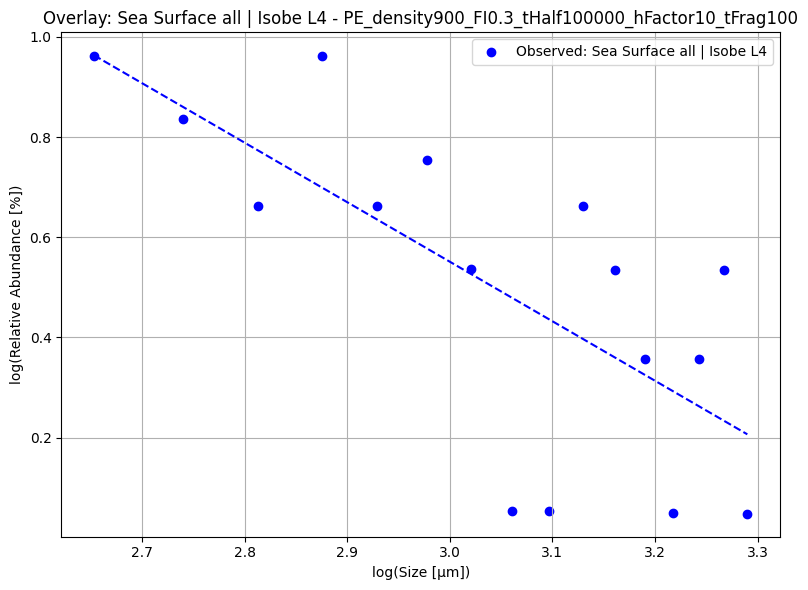 Overlay: Sea Surface all | Isobe L4 - PE_density900_FI0.3_tHalf100000_hFactor10_tFrag100
Observed: Sea Surface all | Isobe L4
log(Relative Abundance [%])
1.0
0.8
0.6
0.4
0.2
2.7 2.8 2.9 3.0 3.1 3.2 3.3
log(Size [μm])